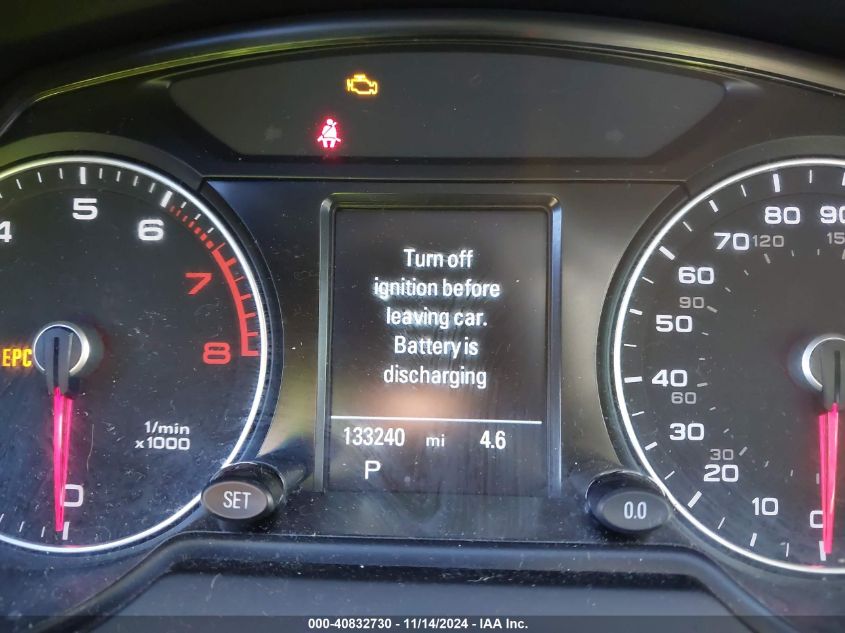 4 5 6 7 8
EPC
1/min
x1000
0
SET
Turn off
ignition before
leaving car.
Battery is
discharging
133240 mi 4.6
P
0 10 20 30 40 50 60 70 80 90
30 60 90 120 15
0.0
000-40832730 - 11/14/2024 - IAA Inc.